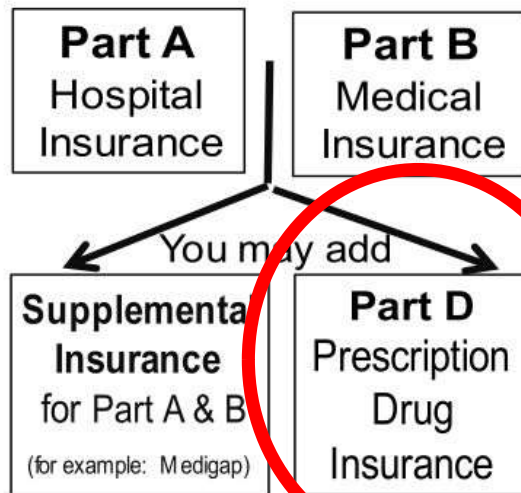 Part A
Hospital
Insurance
Part B
Medical
Insurance
You may add
Supplemental
Insurance
for Part A & B
(for example: Medigap)
Part D
Prescription
Drug
Insurance